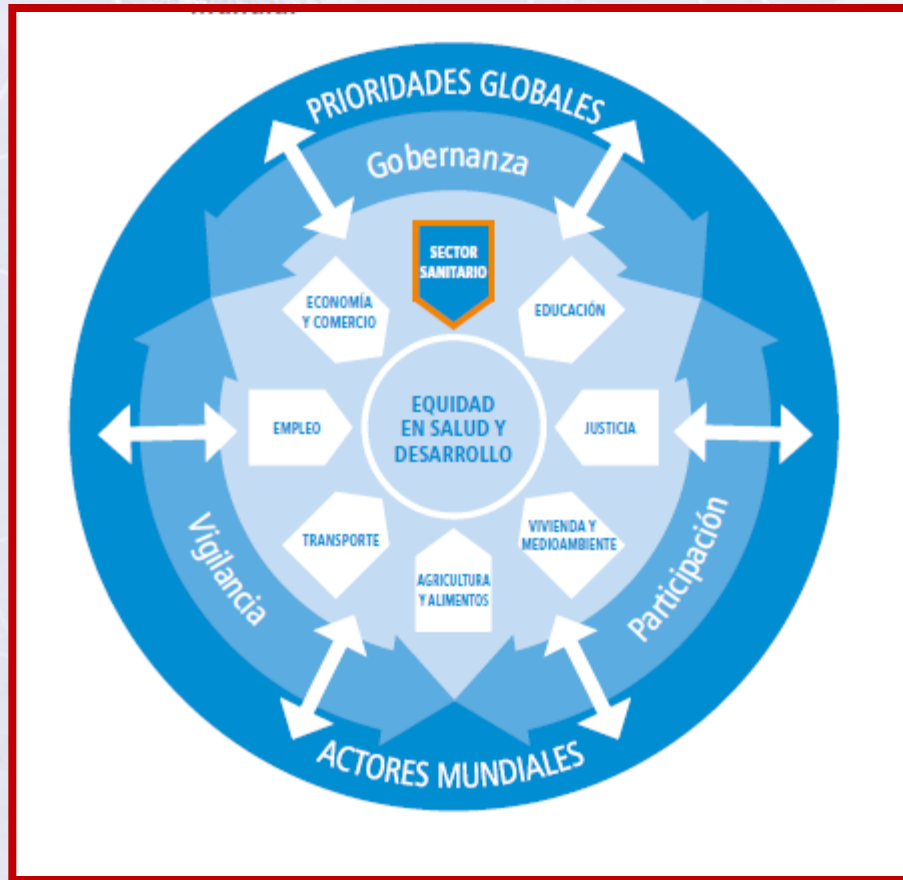 PRIORIDADES GLOBALES
Gobernanza
SECTOR
SANITARIO
ECONOMÍA
Y COMERCIO
EDUCACIÓN
EMPLEO
EQUIDAD
EN SALUD Y
DESARROLLO
JUSTICIA
TRANSPORTE
VIVIENDA Y
MEDIOAMBIENTE
AGRICULTURA
Y ALIMENTOS
Vigilancia
Participación
ACTORES MUNDIALES